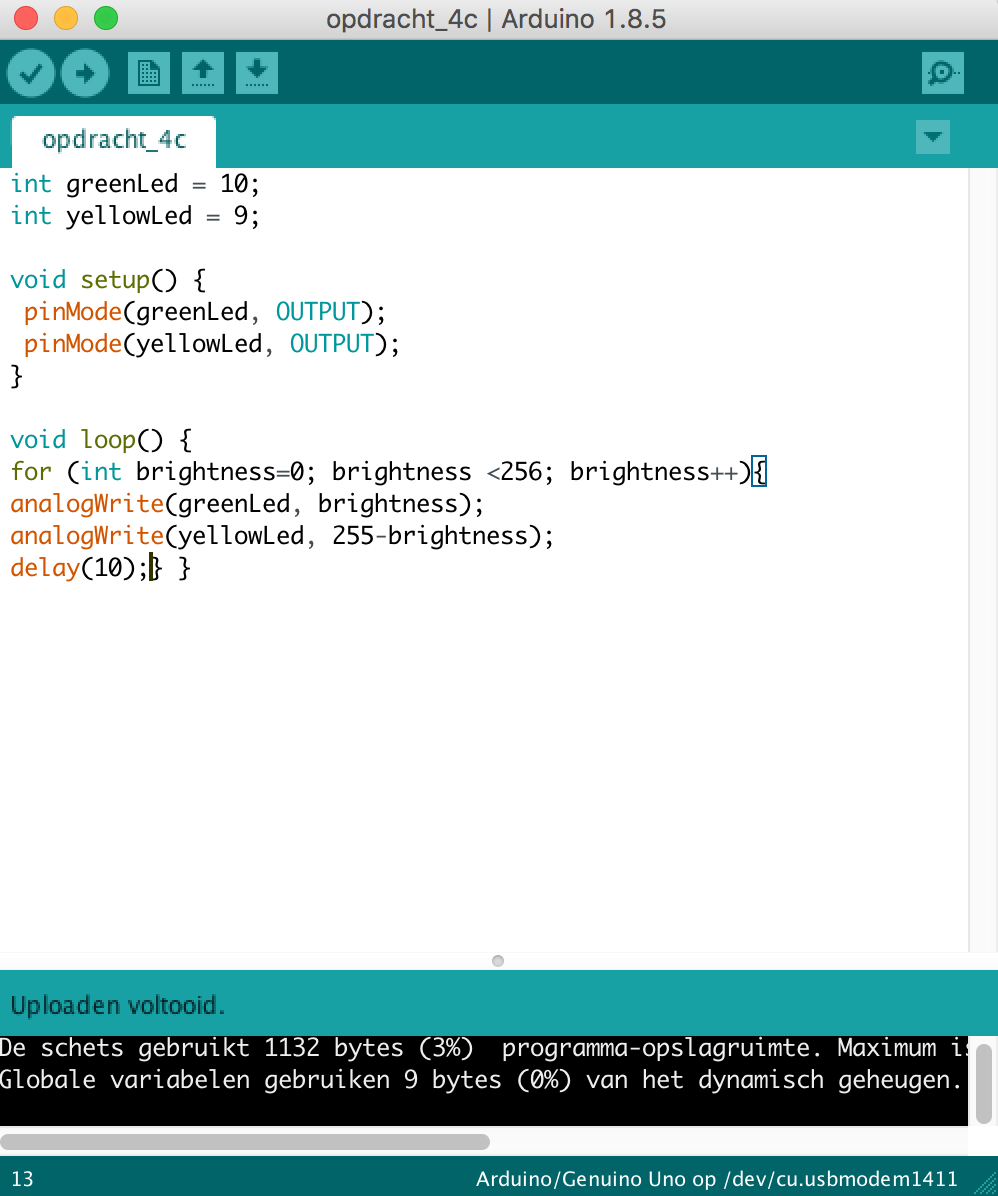 opdracht_4c | Arduino 1.8.5
opdracht_4c
int greenLed = 10;
int yellowLed = 9;
void setup() {
pinMode(greenLed, OUTPUT);
pinMode(yellowLed, OUTPUT);
}
void loop() {
for (int brightness=0; brightness <256; brightness++){
analogWrite(greenLed, brightness);
analogWrite(yellowLed, 255-brightness);
delay(10);} }
Uploaden voltooid.
De schets gebruikt 1132 bytes (3%)  programma-opslagruimte. Maximum is
Globale variabelen gebruiken 9 bytes (0%) van het dynamisch geheugen.
13
Arduino/Genuino Uno op /dev/cu.usbmodem1411